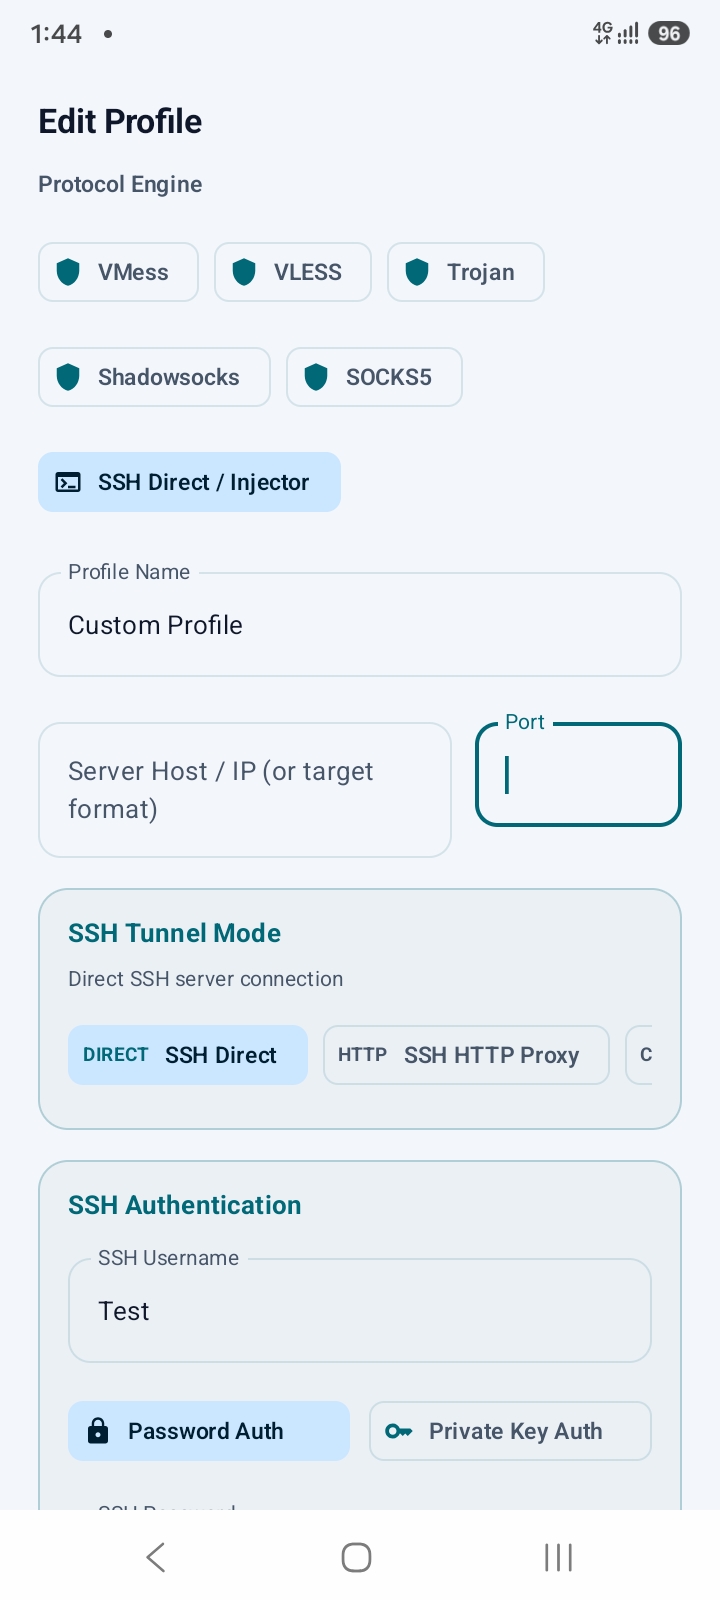 1:44
4G
96
Edit Profile
Protocol Engine
VMess
VLESS
Trojan
Shadowsocks
SOCKS5
SSH Direct / Injector
Profile Name
Custom Profile
Port
Server Host / IP (or target
format)
SSH Tunnel Mode
Direct SSH server connection
DIRECT SSH Direct
HTTP SSH HTTP Proxy
C
SSH Authentication
SSH Username
Test
Password Auth
Private Key Auth
SSH Password